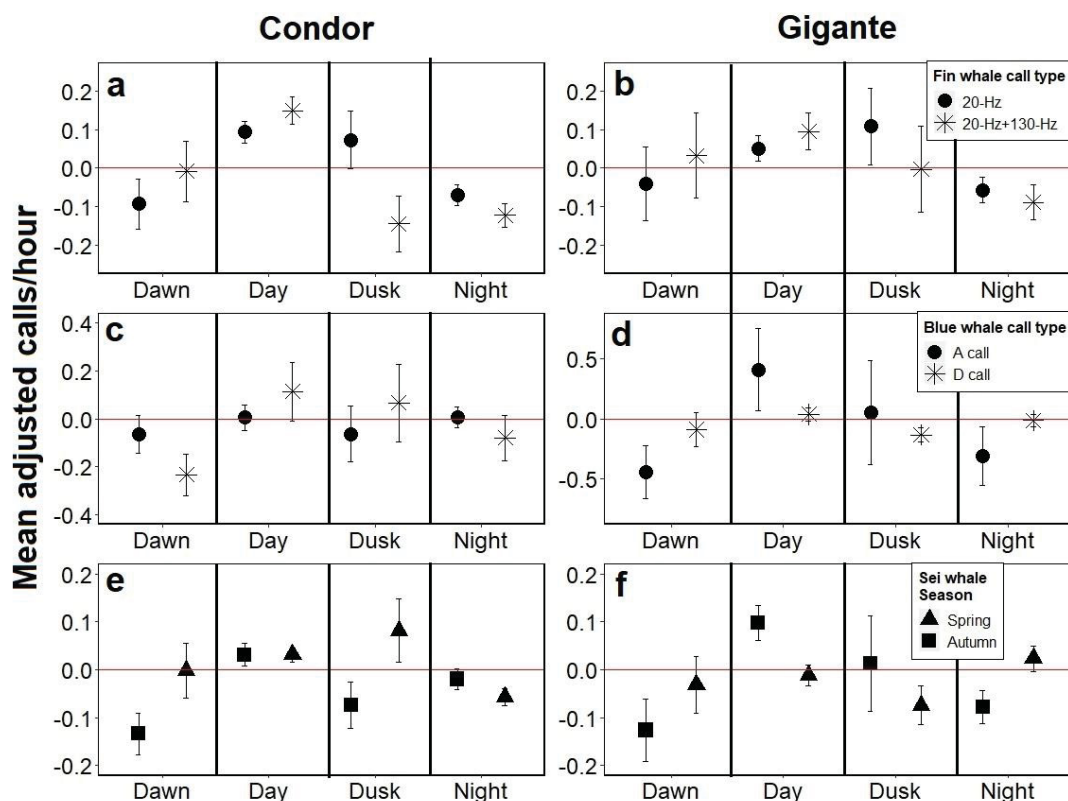 Condor
Gigante
Mean adjusted calls/hour
a
0.2
0.1
0.0
-0.1
-0.2
Dawn Day Dusk Night
b
0.2
0.1
0.0
-0.1
-0.2
Dawn Day Dusk Night
Fin whale call type
20-Hz
20-Hz+130-Hz
c
0.4
0.2
0.0
-0.2
-0.4
Dawn Day Dusk Night
d
0.5
0.0
-0.5
Dawn Day Dusk Night
Blue whale call type
A call
D call
e
0.2
0.1
0.0
-0.1
-0.2
Dawn Day Dusk Night
f
0.2
0.1
0.0
-0.1
-0.2
Dawn Day Dusk Night
Sei whale
Season
Spring
Autumn